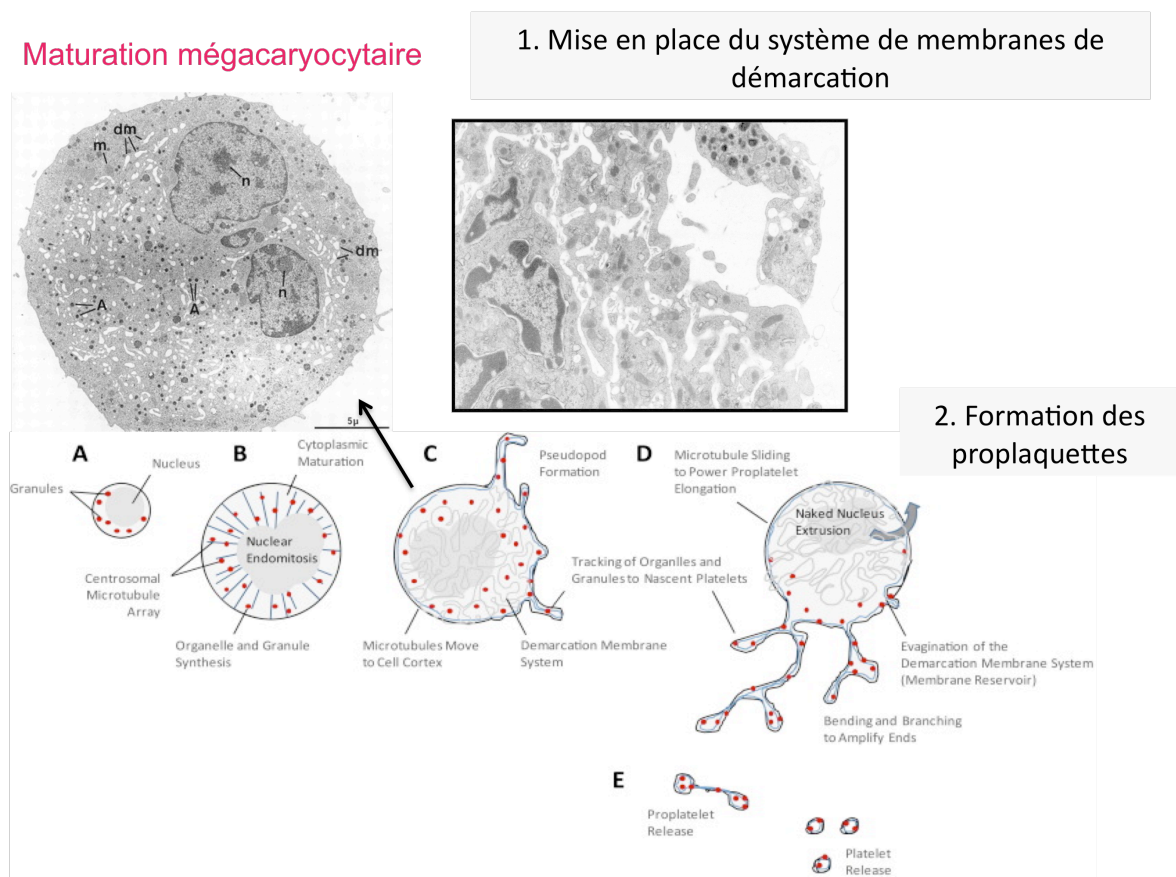 Maturation mégacaryocytaire
1. Mise en place du système de membranes de
démarcation
dm
m.
n
dm
n
A
A
5µ
2. Formation des
proplaquettes
A
Nucleus
Granules
B
Cytoplasmic
Maturation
Nuclear
Endomitosis
Centrosomal
Microtubule
Array
Organelle and Granule
Synthesis
C
Pseudopod
Formation
Microtubules Move
to Cell Cortex
Demarcation Membrane
System
Tracking of Organlles and
Granules to Nascent Platelets
D
Microtubule Sliding
to Power Proplatelet
Elongation
Naked Nucleus
Extrusion
Evagination of the
Demarcation Membrane System
(Membrane Reservoir)
Bending and Branching
to Amplify Ends
E
Proplatelet
Release
Platelet
Release